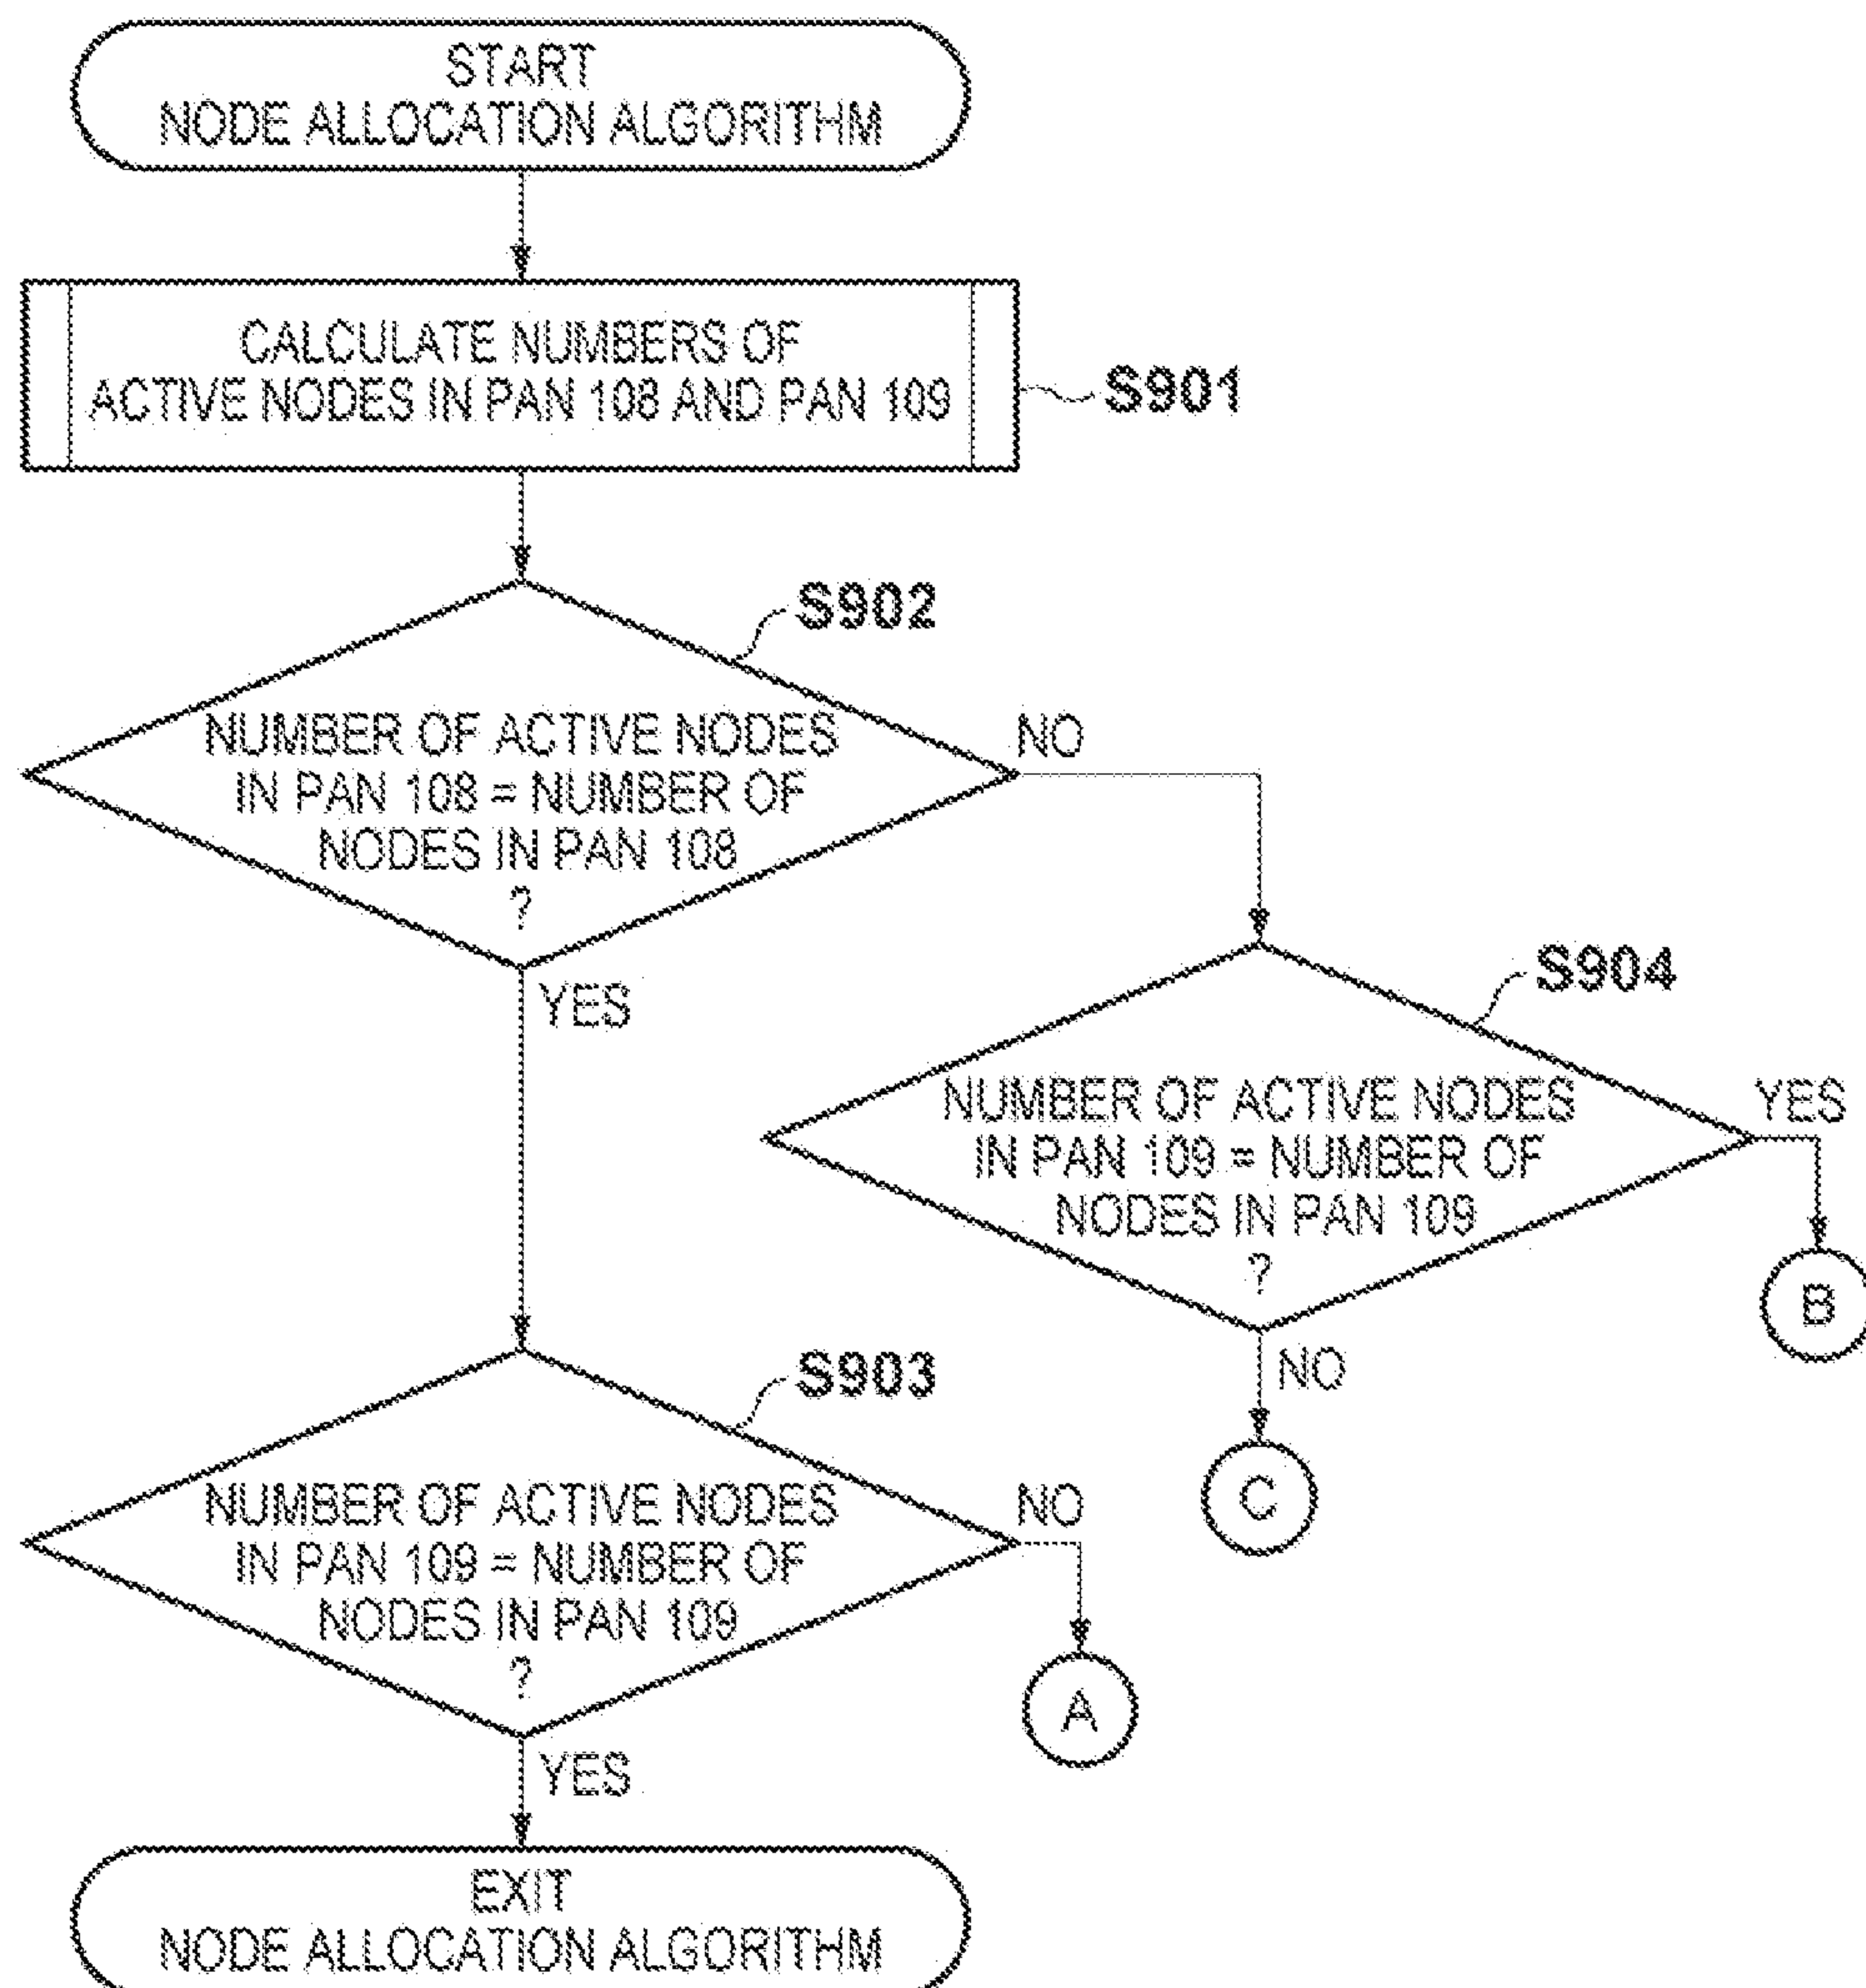 START
NODE ALLOCATION ALGORITHM
CALCULATE NUMBERS OF
ACTIVE NODES IN PAN 108 AND PAN 109
S901
S902
NUMBER OF ACTIVE NODES
IN PAN 108 = NUMBER OF
NODES IN PAN 108
?
NO
YES
S904
NUMBER OF ACTIVE NODES
IN PAN 109 = NUMBER OF
NODES IN PAN 109
?
YES
B
NO
C
S903
NUMBER OF ACTIVE NODES
IN PAN 109 = NUMBER OF
NODES IN PAN 109
?
NO
A
YES
EXIT
NODE ALLOCATION ALGORITHM